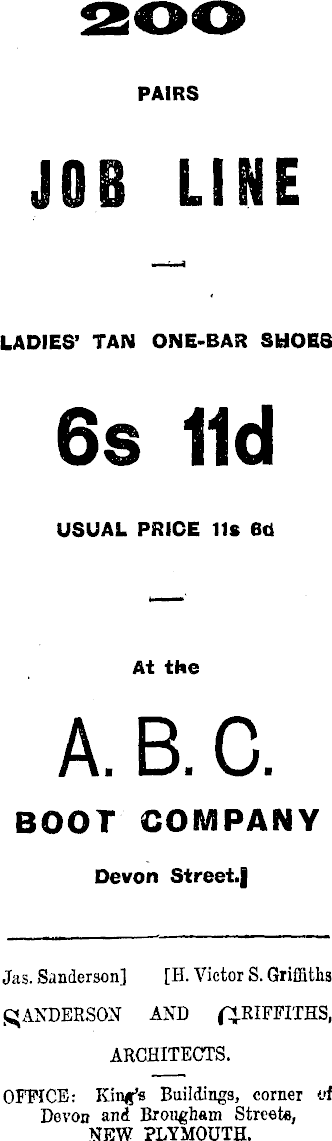 200
PAIRS
JOB LINE
LADIES' TAN ONE-BAR SHOES
6s 11d
USUAL PRICE 11s 6d
At the
A. B. C.
BOOT COMPANY
Devon Street.]
Jas. Sanderson] [H. Victor S. Griffiths
SANDERSON AND GRIFFITHS,
ARCHITECTS.
OFFICE: King's Buildings, corner of
Devon and Brougham Streets,
NEW PLYMOUTH.